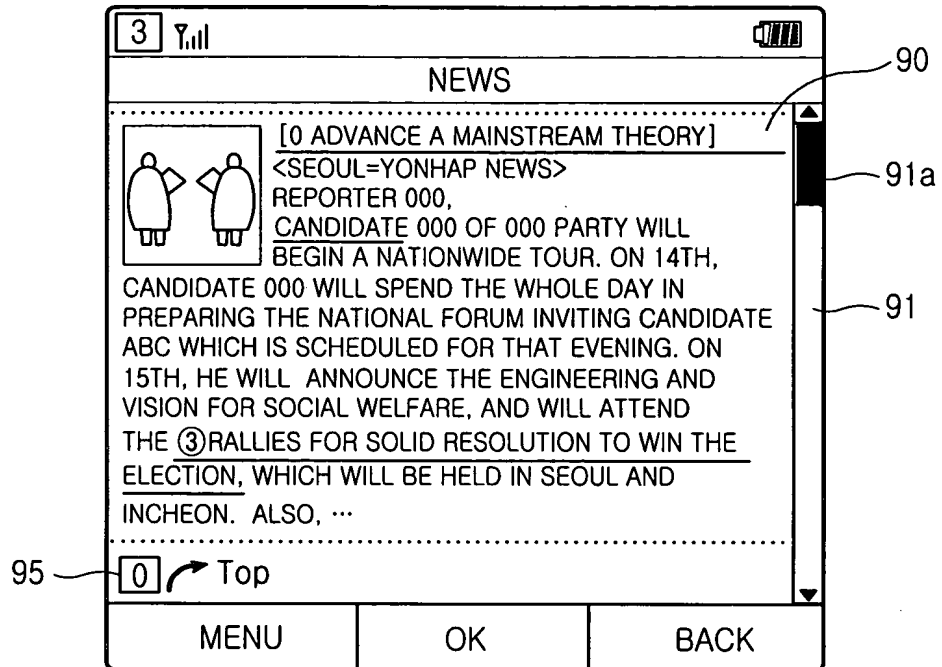 3
NEWS
90
[0 ADVANCE A MAINSTREAM THEORY]
<SEOUL=YONHAP NEWS>
91a
REPORTER 000,
CANDIDATE 000 OF 000 PARTY WILL
BEGIN A NATIONWIDE TOUR. ON 14TH,
CANDIDATE 000 WILL SPEND THE WHOLE DAY IN
91
PREPARING THE NATIONAL FORUM INVITING CANDIDATE
ABC WHICH IS SCHEDULED FOR THAT EVENING. ON
15TH, HE WILL ANNOUNCE THE ENGINEERING AND
VISION FOR SOCIAL WELFARE, AND WILL ATTEND
THE ③RALLIES FOR SOLID RESOLUTION TO WIN THE
ELECTION, WHICH WILL BE HELD IN SEOUL AND
INCHEON. ALSO, ···
95
0 Top
MENU OK BACK